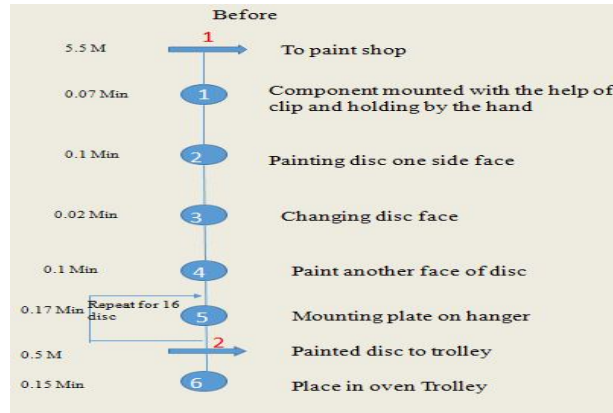 Before
1
5.5 M To paint shop
0.07 Min 1 Component mounted with the help of
clip and holding by the hand
0.1 Min 2 Painting disc one side face
0.02 Min 3 Changing disc face
0.1 Min 4 Paint another face of disc
0.17 Min Repeat for 16
disc 5 Mounting plate on hanger
2
0.5 M Painted disc to trolley
0.15 Min 6 Place in oven Trolley